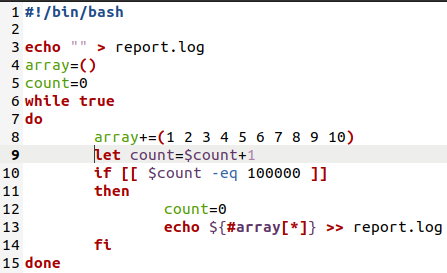 1 #!/bin/bash
2
3 echo "" > report.log
4 array=()
5 count=0
6 while true
7 do
8 array+=(1 2 3 4 5 6 7 8 9 10)
9 let count=$count+1
10 if [[ $count -eq 100000 ]]
11 then
12 count=0
13 echo ${#array[*]} >> report.log
14 fi
15 done